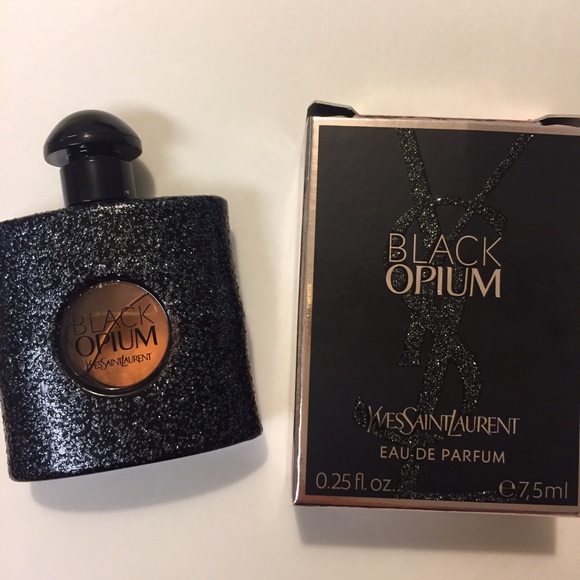 BLACK
OPIUM
YVESSAINTLAURENT
BLACK
OPIUM
YVESSAINTLAURENT
EAU DE PARFUM
0.25 fl. oz. ℮7,5ml